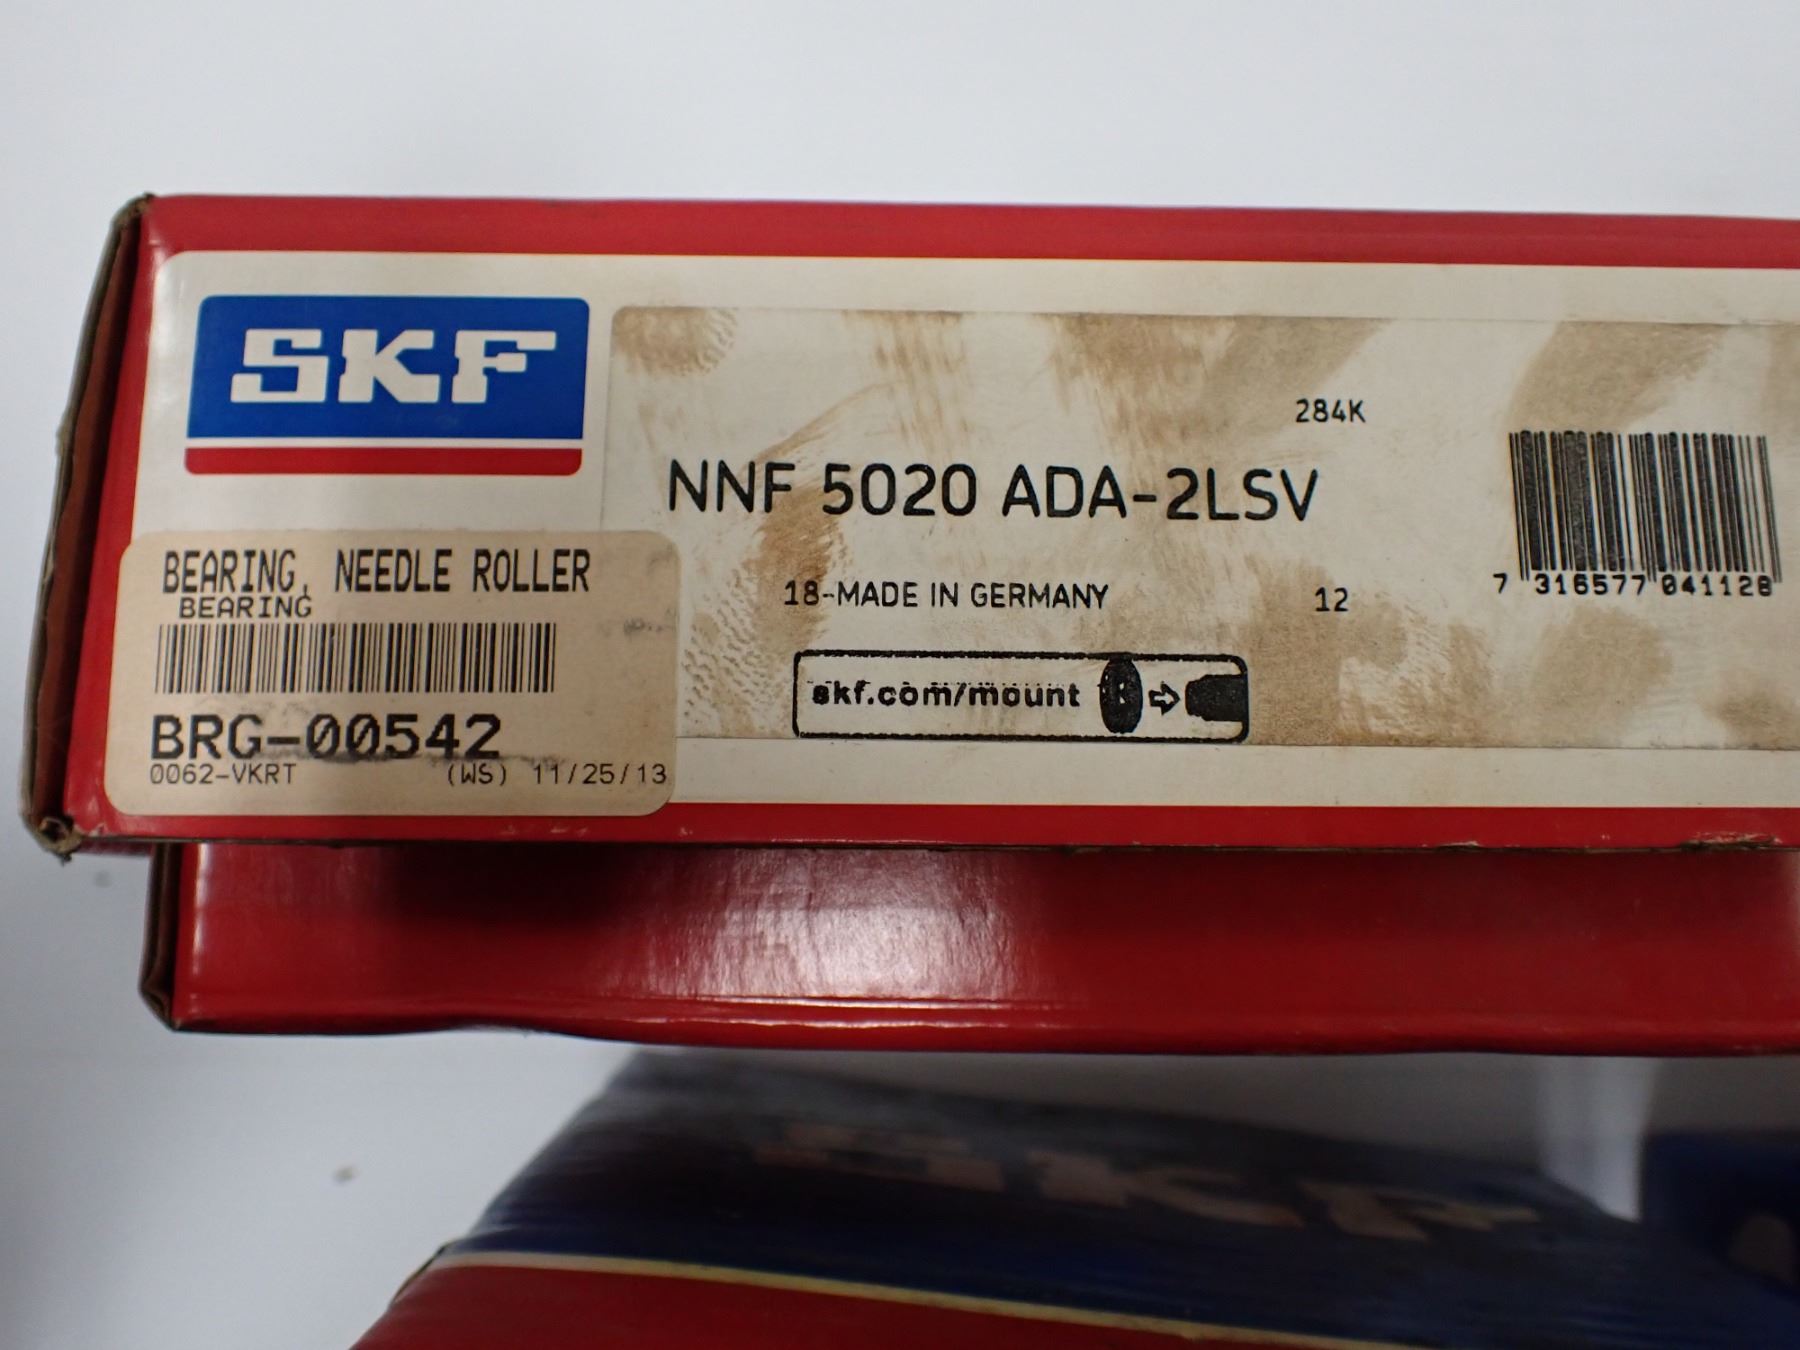 SKF
284K
NNF 5020 ADA-2LSV
18-MADE IN GERMANY 12
7 316577 041128
skf.com/mount
BEARING, NEEDLE ROLLER
BEARING
BRG-00542
0062-VKRT (WS) 11/25/13
SKF